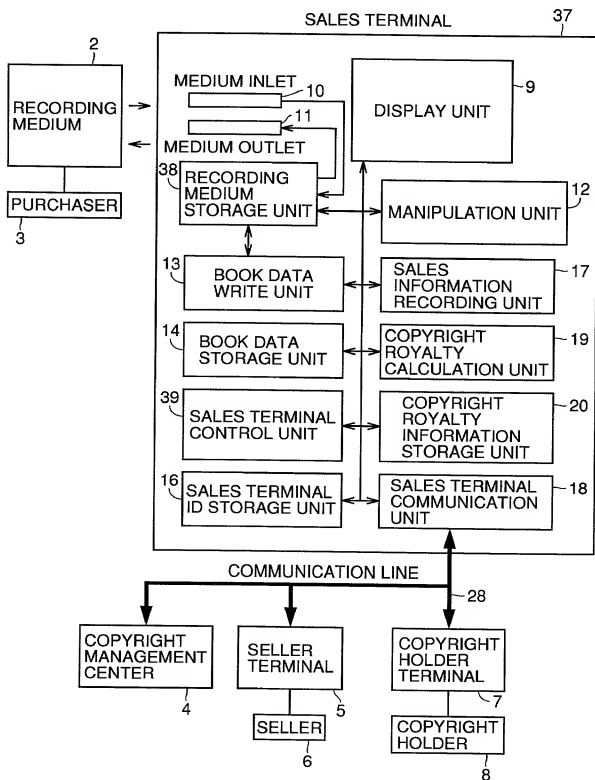 SALES TERMINAL
37
2
RECORDING
MEDIUM
PURCHASER
3
MEDIUM INLET
10
11
MEDIUM OUTLET
9
DISPLAY UNIT
38
RECORDING
MEDIUM
STORAGE UNIT
12
MANIPULATION UNIT
13
BOOK DATA
WRITE UNIT
17
SALES
INFORMATION
RECORDING UNIT
14
BOOK DATA
STORAGE UNIT
19
COPYRIGHT
ROYALTY
CALCULATION UNIT
39
SALES TERMINAL
CONTROL UNIT
20
COPYRIGHT
ROYALTY
INFORMATION
STORAGE UNIT
16
SALES TERMINAL
ID STORAGE UNIT
18
SALES TERMINAL
COMMUNICATION
UNIT
COMMUNICATION LINE
28
COPYRIGHT
MANAGEMENT
CENTER
4
SELLER
TERMINAL
5
SELLER
6
COPYRIGHT
HOLDER
TERMINAL
7
COPYRIGHT
HOLDER
8